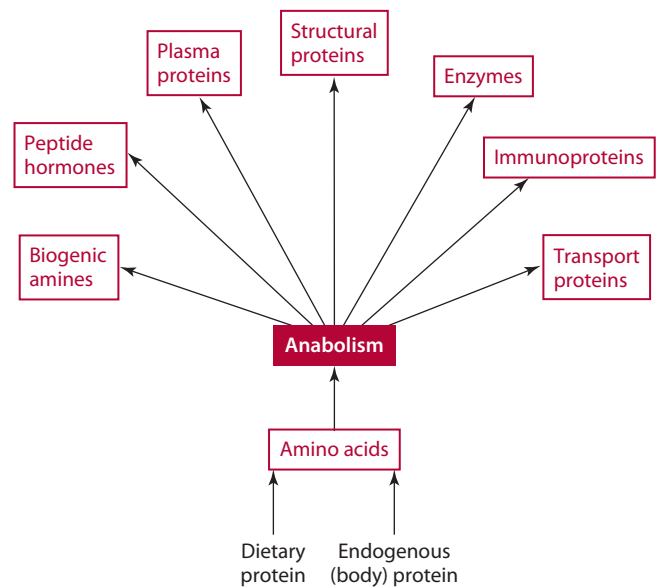 Structural
proteins
Plasma
proteins
Enzymes
Peptide
hormones
Immunoproteins
Biogenic
amines
Transport
proteins
Anabolism
Amino acids
Dietary
protein
Endogenous
(body) protein